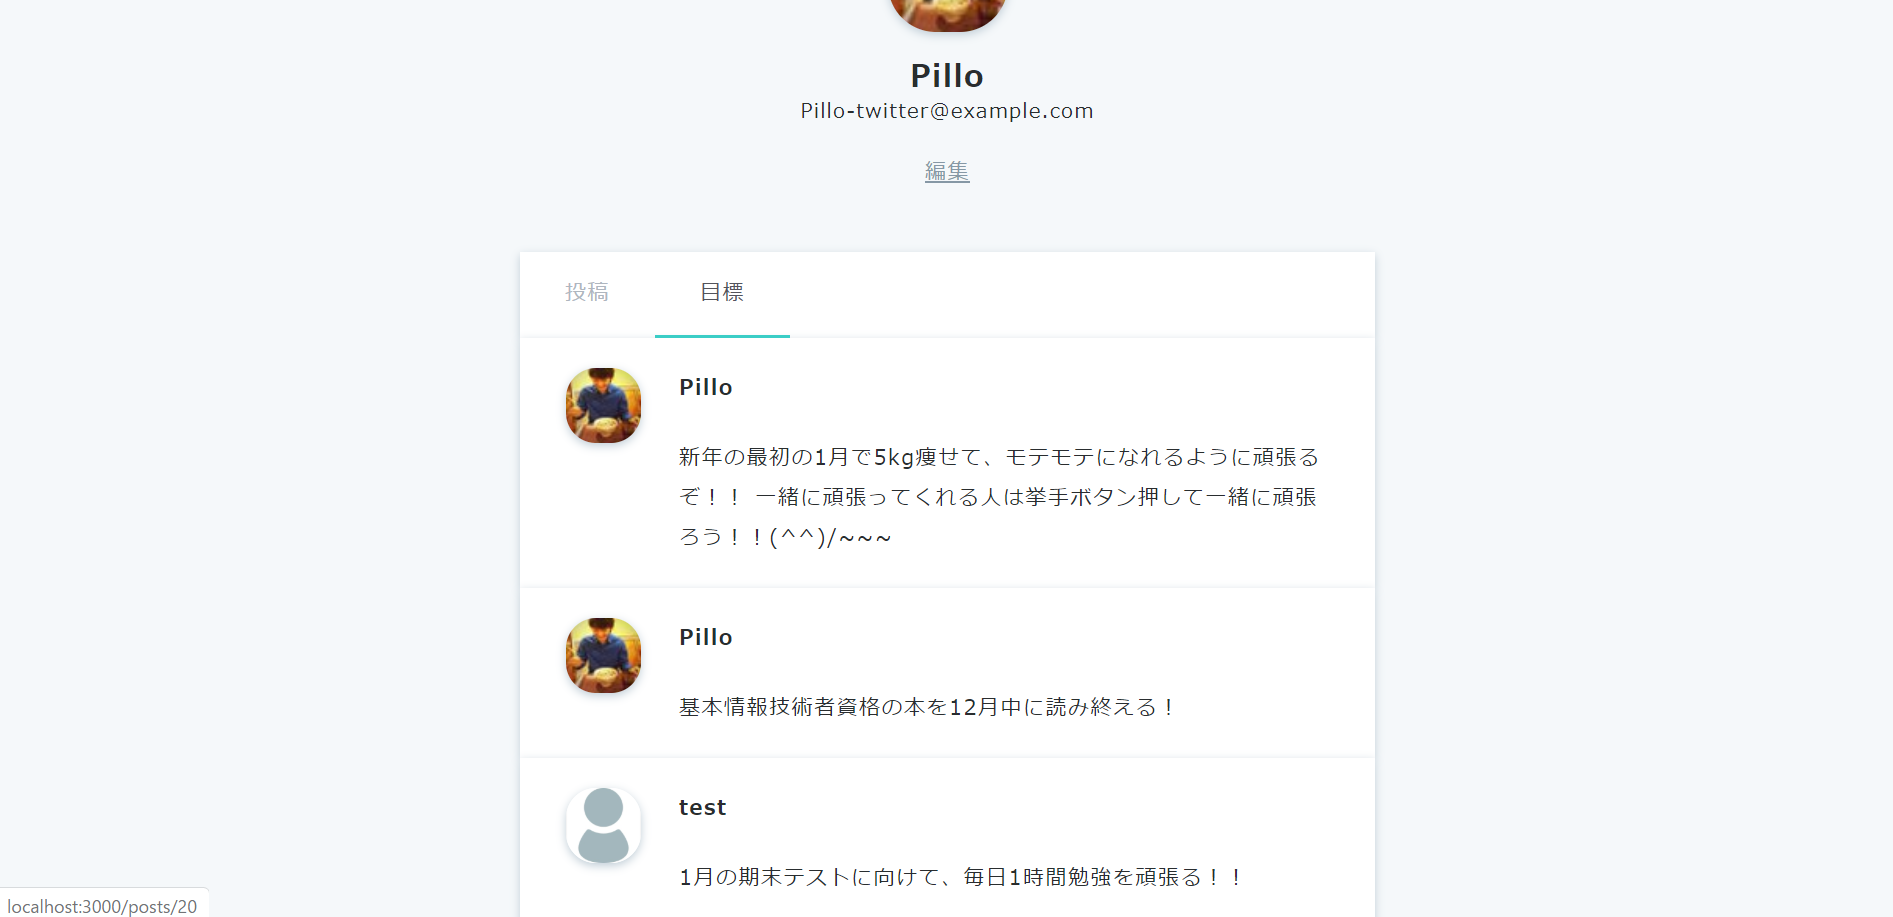 Pillo
Pillo-twitter@example.com
編集
投稿
目標
Pillo
新年の最初の1月で5kg痩せて、モテモテになれるように頑張る
ぞ！！ 一緒に頑張ってくれる人は挙手ボタン押して一緒に頑張
ろう！！(^^)/~~~
Pillo
基本情報技術者資格の本を12月中に読み終える！
test
1月の期末テストに向けて、毎日1時間勉強を頑張る！！
localhost:3000/posts/20